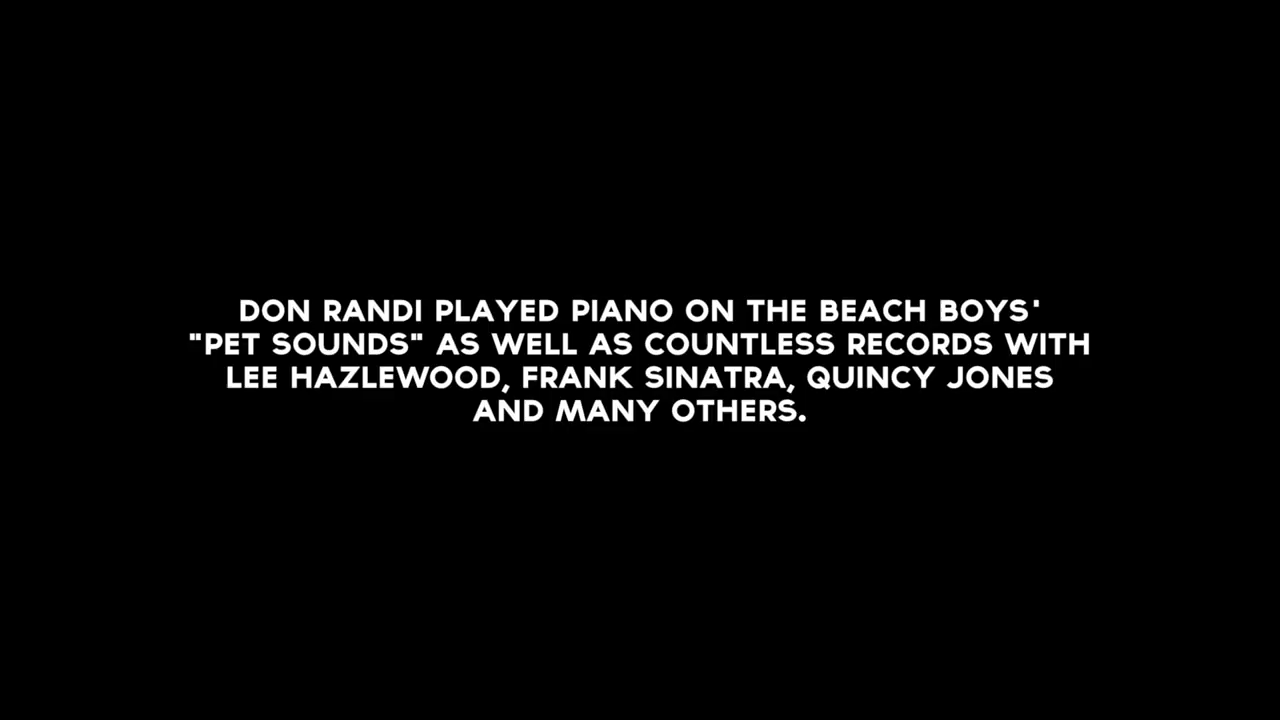 DON RANDI PLAYED PIANO ON THE BEACH BOYS'
"PET SOUNDS" AS WELL AS COUNTLESS RECORDS WITH
LEE HAZLEWOOD, FRANK SINATRA, QUINCY JONES
AND MANY OTHERS.